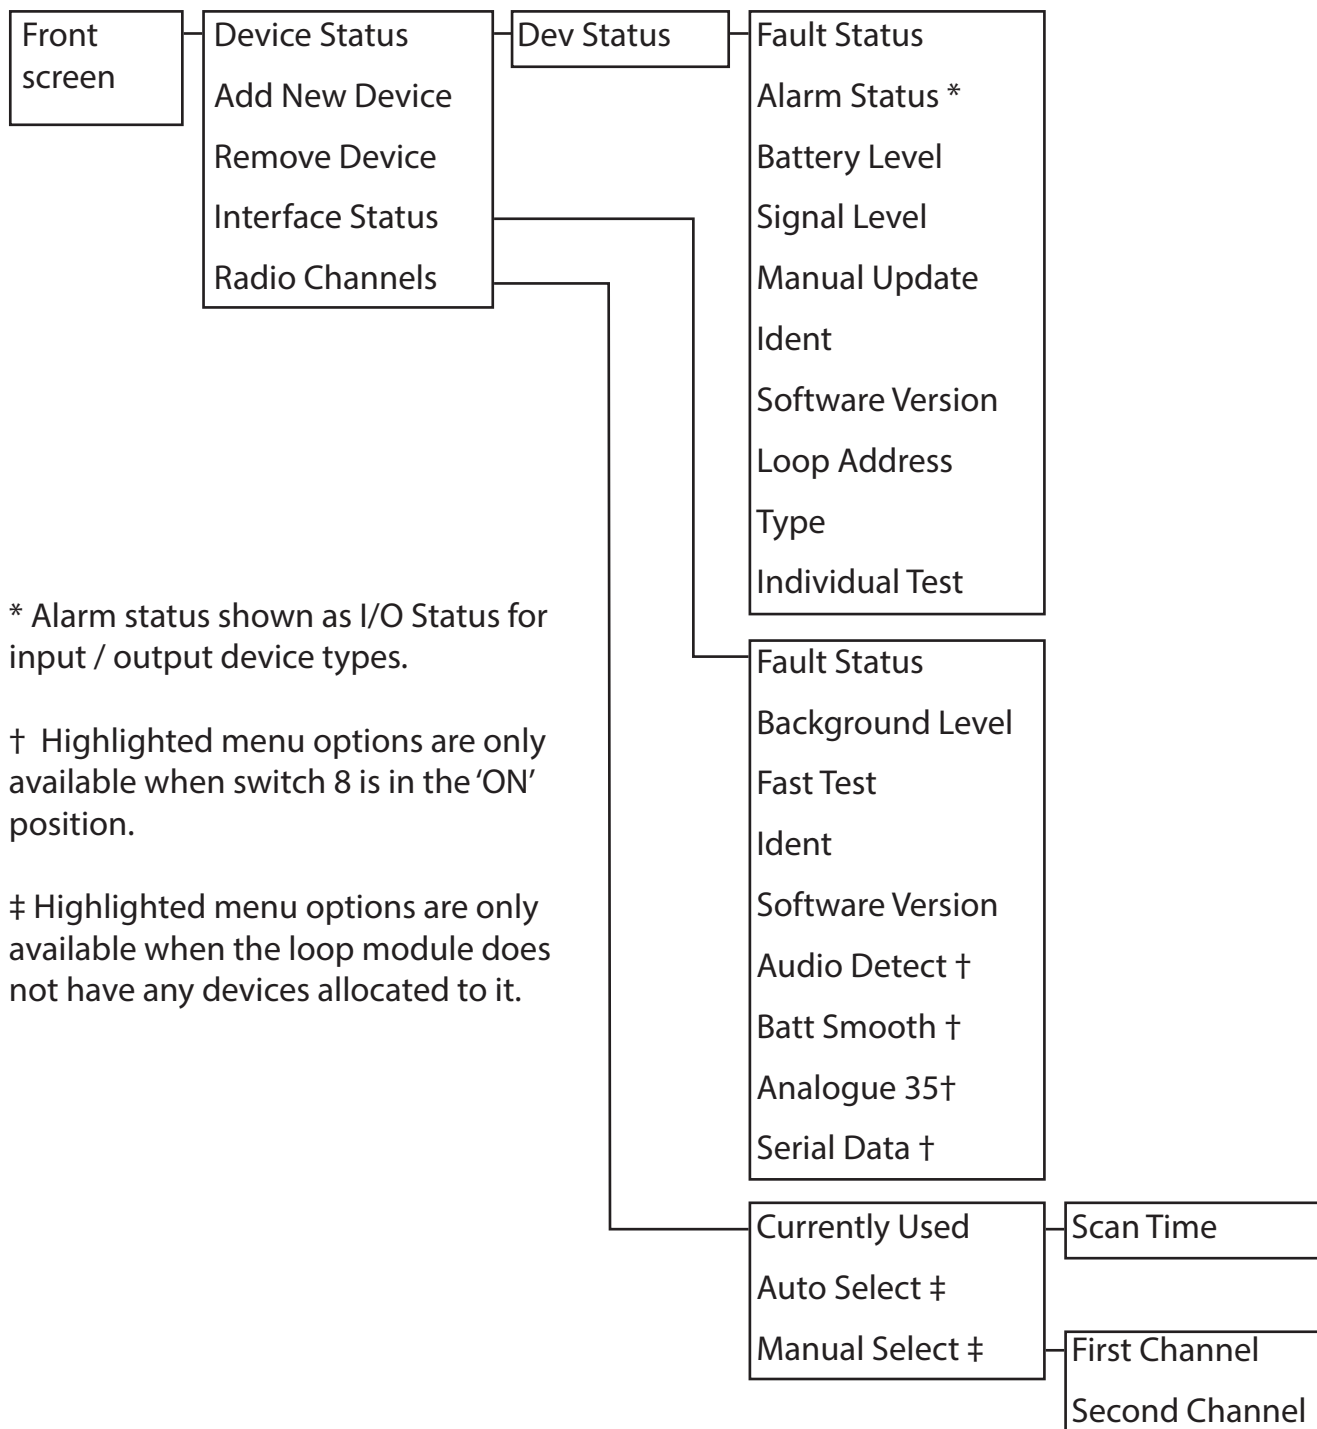 Front
screen
Device Status
Add New Device
Remove Device
Interface Status
Radio Channels
Dev Status
Fault Status
Alarm Status *
Battery Level
Signal Level
Manual Update
Ident
Software Version
Loop Address
Type
Individual Test
* Alarm status shown as I/O Status for
input / output device types.
† Highlighted menu options are only
available when switch 8 is in the ‘ON’
position.
‡ Highlighted menu options are only
available when the loop module does
not have any devices allocated to it.
Fault Status
Background Level
Fast Test
Ident
Software Version
Audio Detect †
Batt Smooth †
Analogue 35†
Serial Data †
Currently Used
Auto Select ‡
Manual Select ‡
Scan Time
First Channel
Second Channel